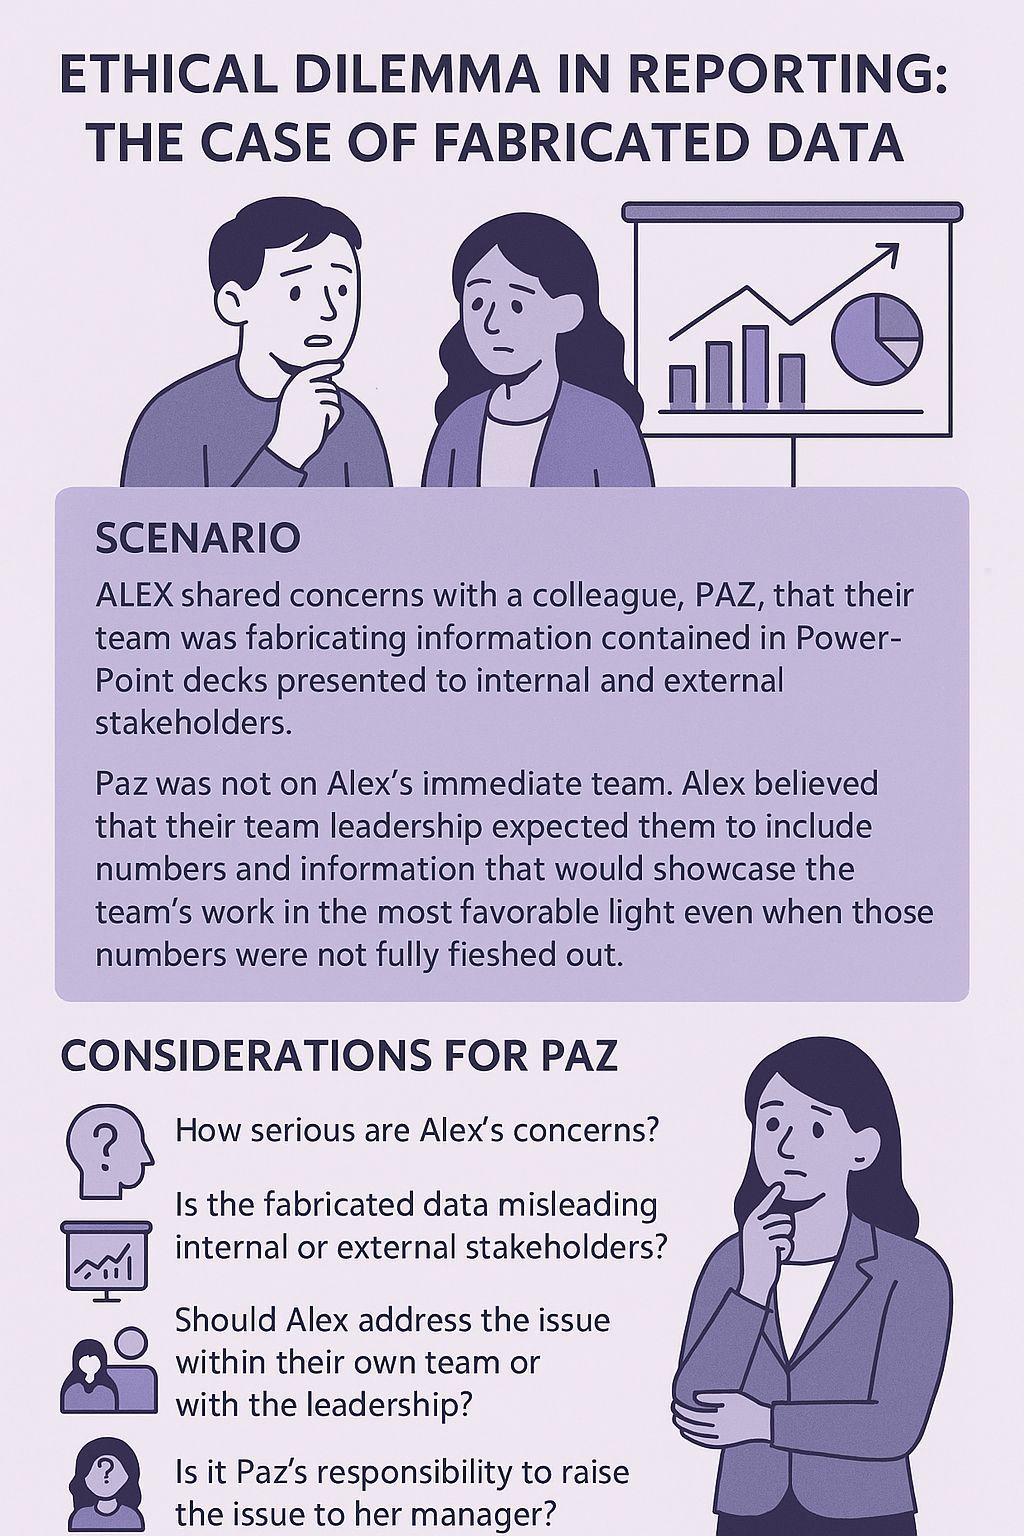 ETHICAL DILEMMA IN REPORTING:
THE CASE OF FABRICATED DATA
SCENARIO
ALEX shared concerns with a colleague, PAZ, that their
team was fabricating information contained in Power-
Point decks presented to internal and external
stakeholders.
Paz was not on Alex’s immediate team. Alex believed
that their team leadership expected them to include
numbers and information that would showcase the
team’s work in the most favorable light even when those
numbers were not fully fieshed out.
CONSIDERATIONS FOR PAZ
?
How serious are Alex’s concerns?
Is the fabricated data misleading
internal or external stakeholders?
Should Alex address the issue
within their own team or
with the leadership?
?
Is it Paz’s responsibility to raise
the issue to her manager?